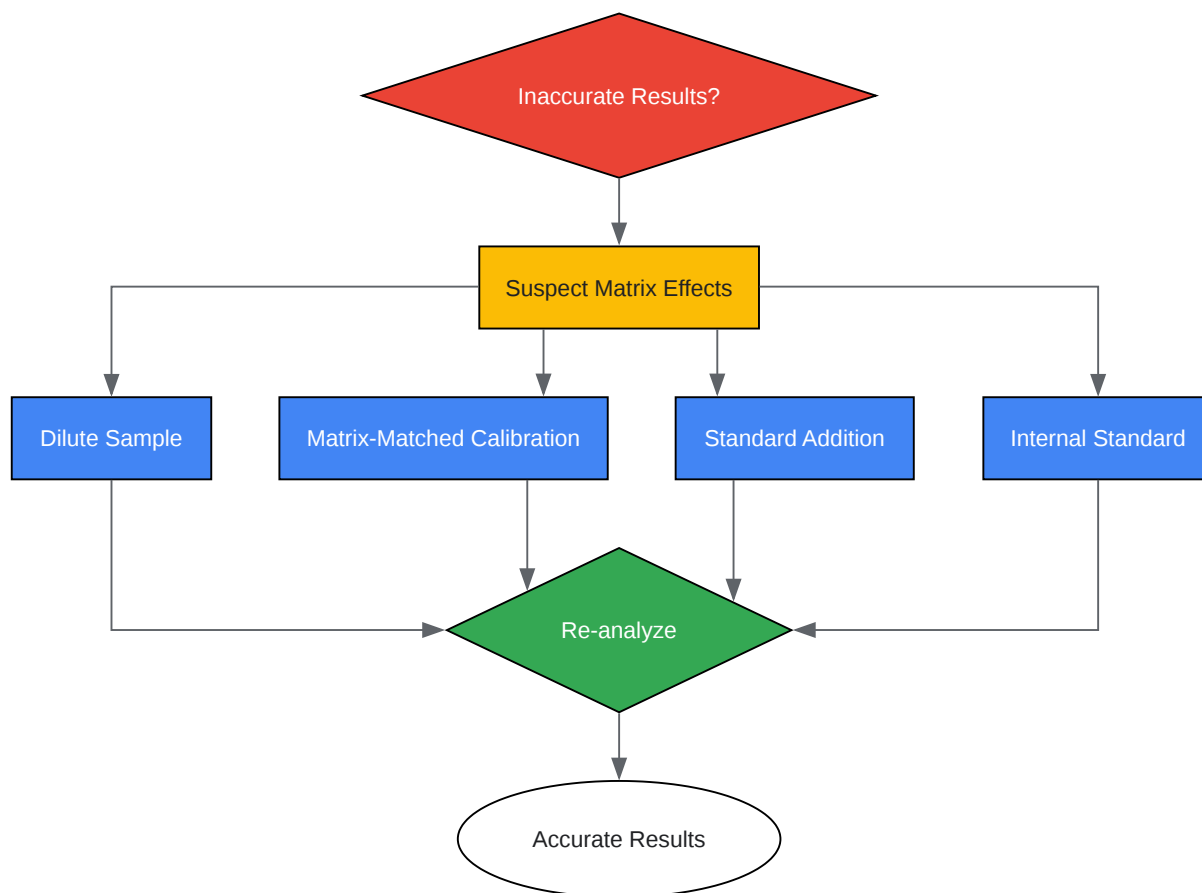 Inaccurate Results?
Suspect Matrix Effects
Dilute Sample
Matrix-Matched Calibration
Standard Addition
Internal Standard
Re-analyze
Accurate Results